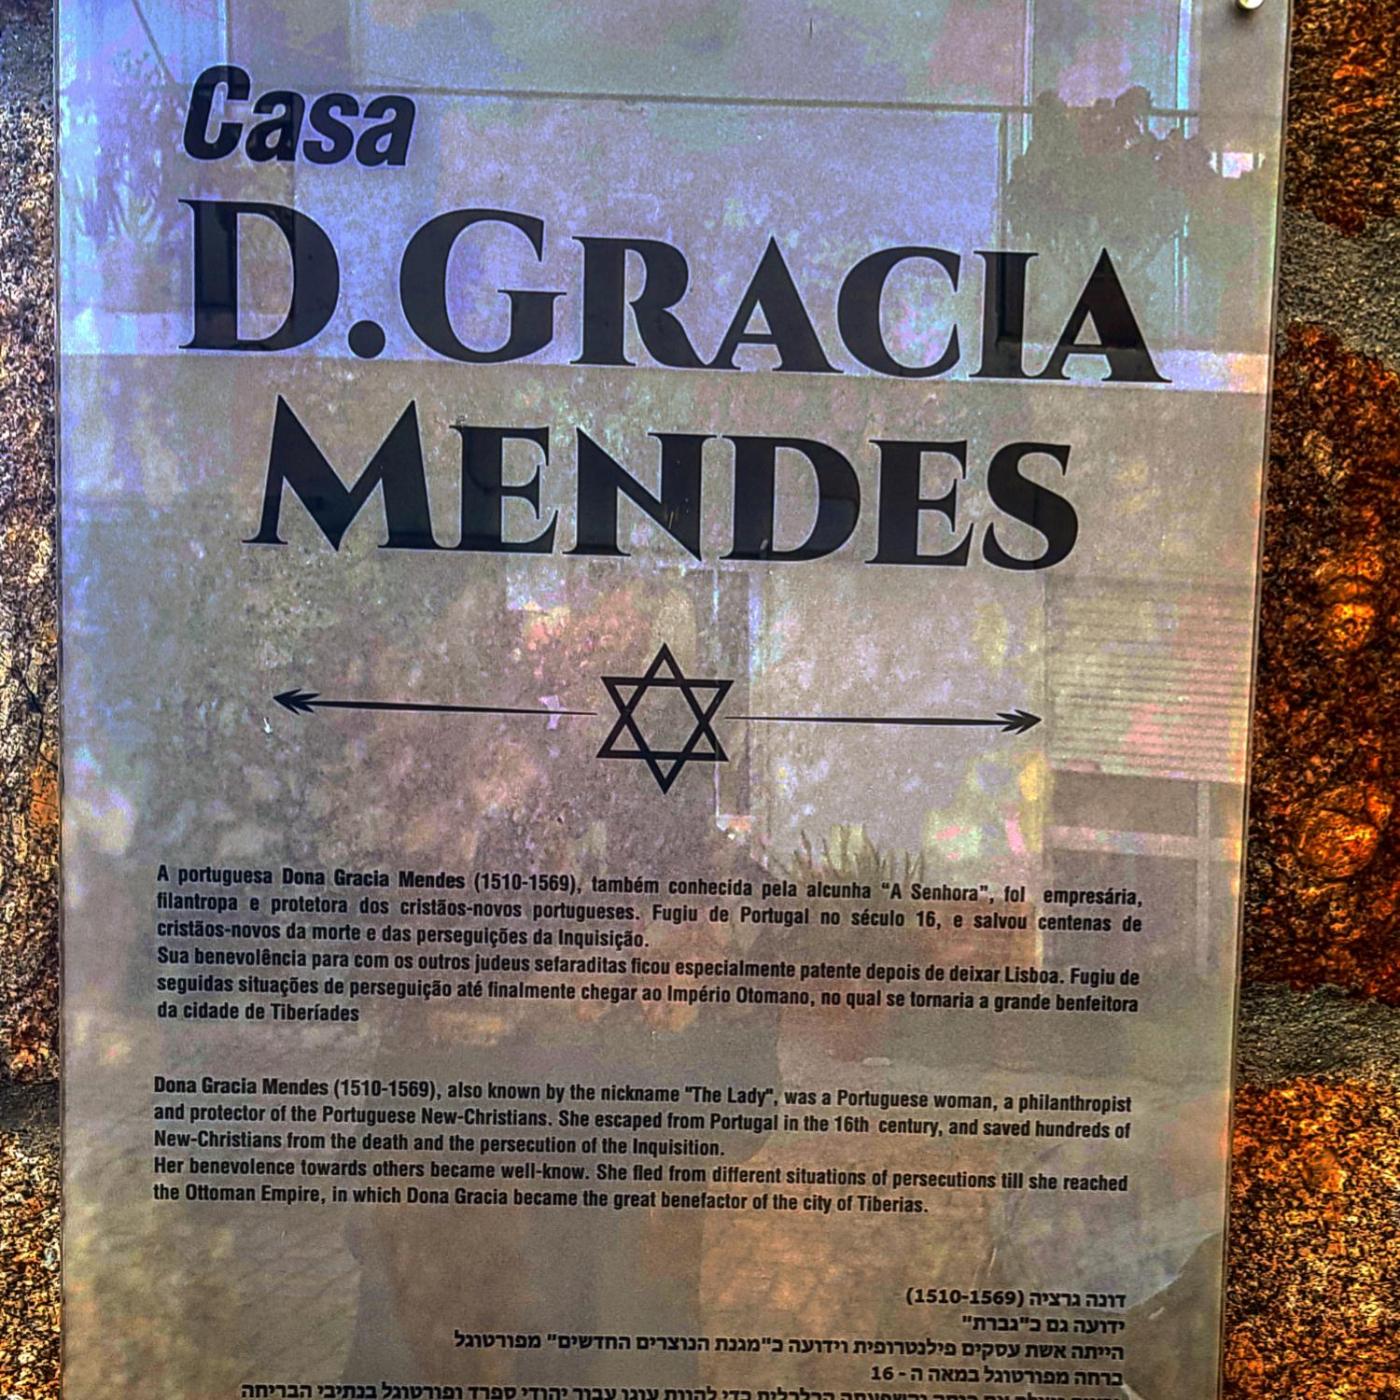 Casa
D.GRACIA
MENDES
A portuguesa Dona Gracia Mendes (1510-1569), também conhecida pela alcunha "A Senhora", foI empresária,
filantropa e protetora dos cristãos-novos portugueses. Fugiu de Portugal no século 16, e salvou centenas de
cristãos-novos da morte e das perseguições da Inquisição.
Sua benevolência para com os outros judeus sefaraditas ficou especialmente patente depois de deixar Lisboa. Fugiu de
seguidas situações de perseguição até finalmente chegar ao Império Otomano, no qual se tornaria a grande benfeitora
da cidade de Tiberíades
Dona Gracia Mendes (1510-1569), also known by the nickname "The Lady", was a Portuguese woman, a philanthropist
and protector of the Portuguese New-Christians. She escaped from Portugal in the 16th century, and saved hundreds of
New-Christians from the death and the persecution of the Inquisition.
Her benevolence towards others became well-know. She fled from different situations of persecutions till she reached
the Ottoman Empire, in which Dona Gracia became the great benefactor of the city of Tiberias.
דונה גרציה (1510-1569)
ידועה גם כ"גברת"
הייתה אשת עסקים פילנטרופית וידועה כ"מגנת הנוצרים החדשים" מפורטוגל
ברחה מפורטוגל במאה ה - 16
כדי להוות עוגן עבור יהודי ספרד ופורטוגל בנתיבי הבריחה